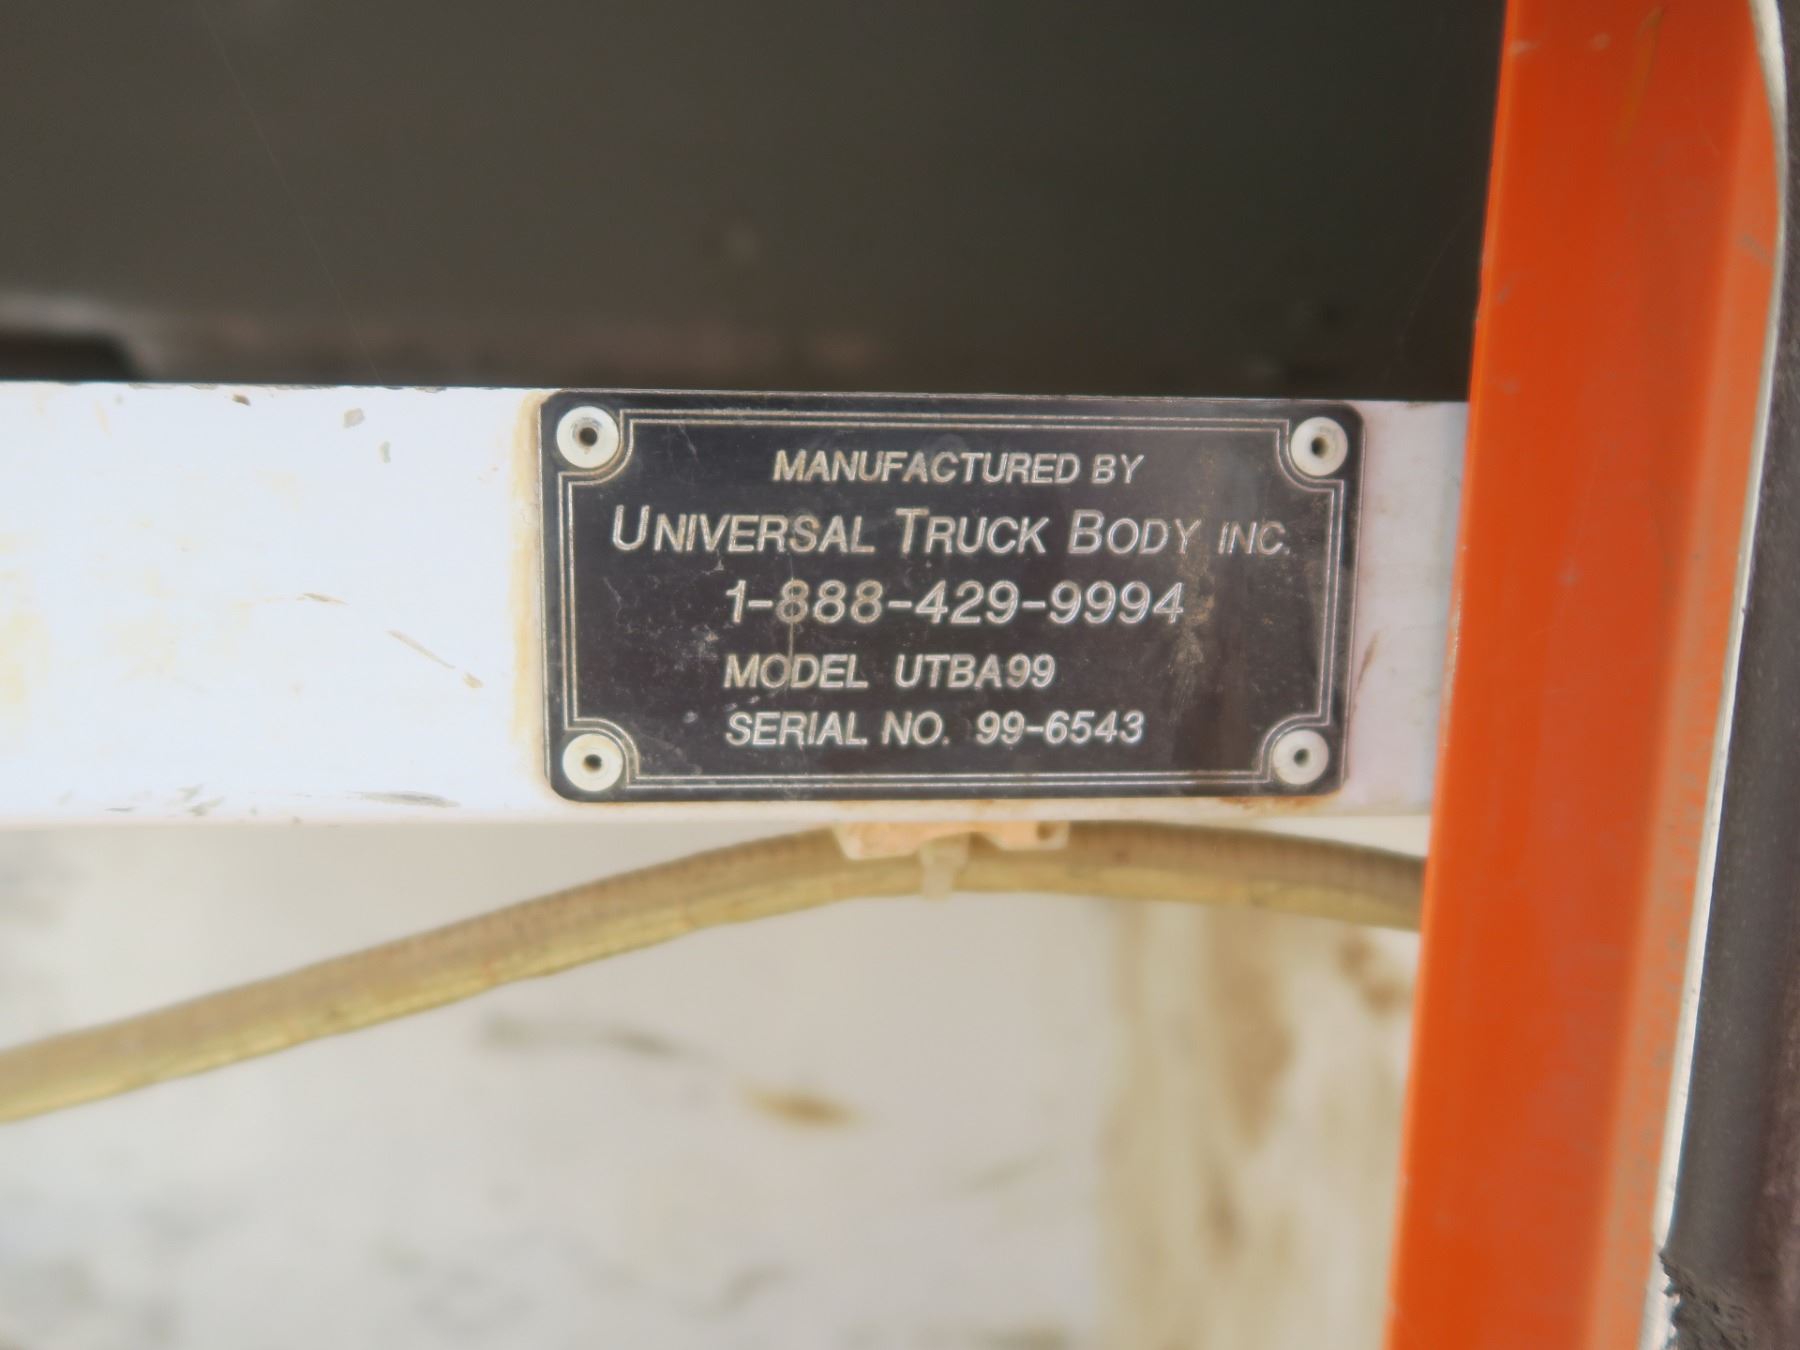 MANUFACTURED BY
UNIVERSAL TRUCK BODY INC.
1-888-429-9994
MODEL UTBA99
SERIAL NO. 99-6543